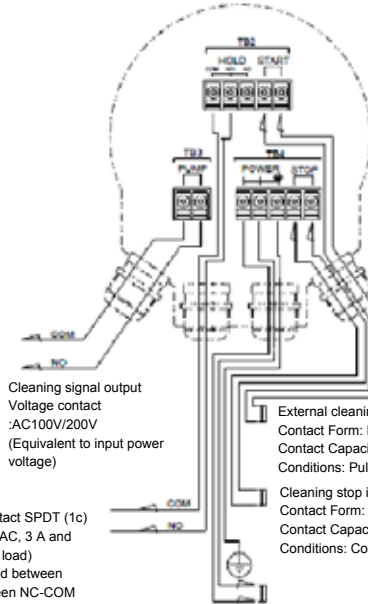 TB2
HOLD START
TB3
PUMP
TB4
POWER STOP
COM
NO
Cleaning signal output
Voltage contact
:AC100V/200V
(Equivalent to input power
voltage)
External cleanin
Contact Form:
Contact Capaci
Conditions: Pul
Cleaning stop i
Contact Form:
Contact Capac
Conditions: Co
COM
NO
tact SPDT (1c)
AC, 3 A and
load)
d between
een NC-COM